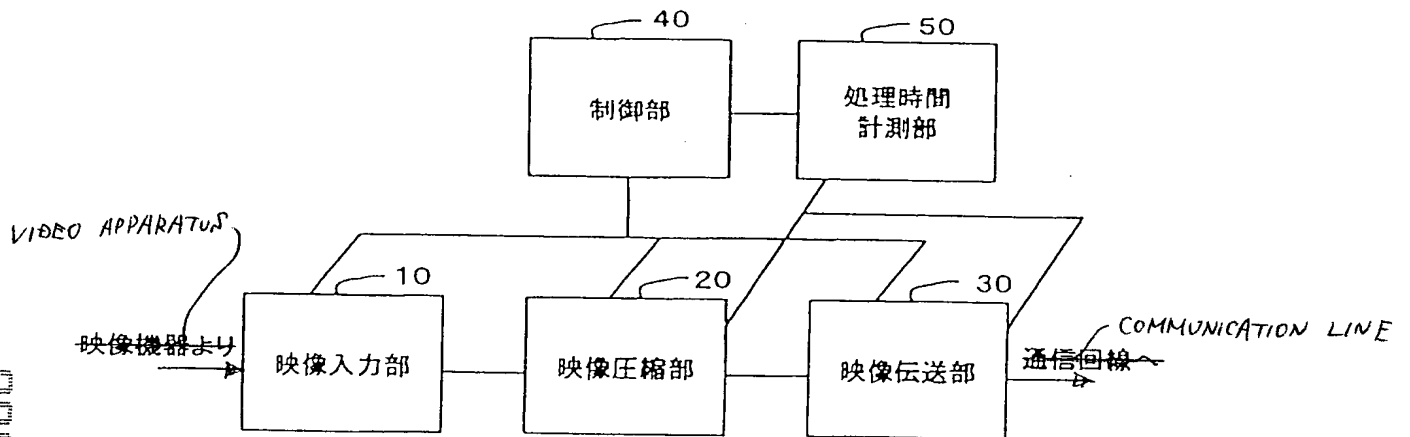 40
50
制御部
処理時間
計測部
VIDEO APPARATUS
10
20
30
映像機器より
映像入力部
映像圧縮部
映像伝送部
COMMUNICATION LINE
通信回線へ